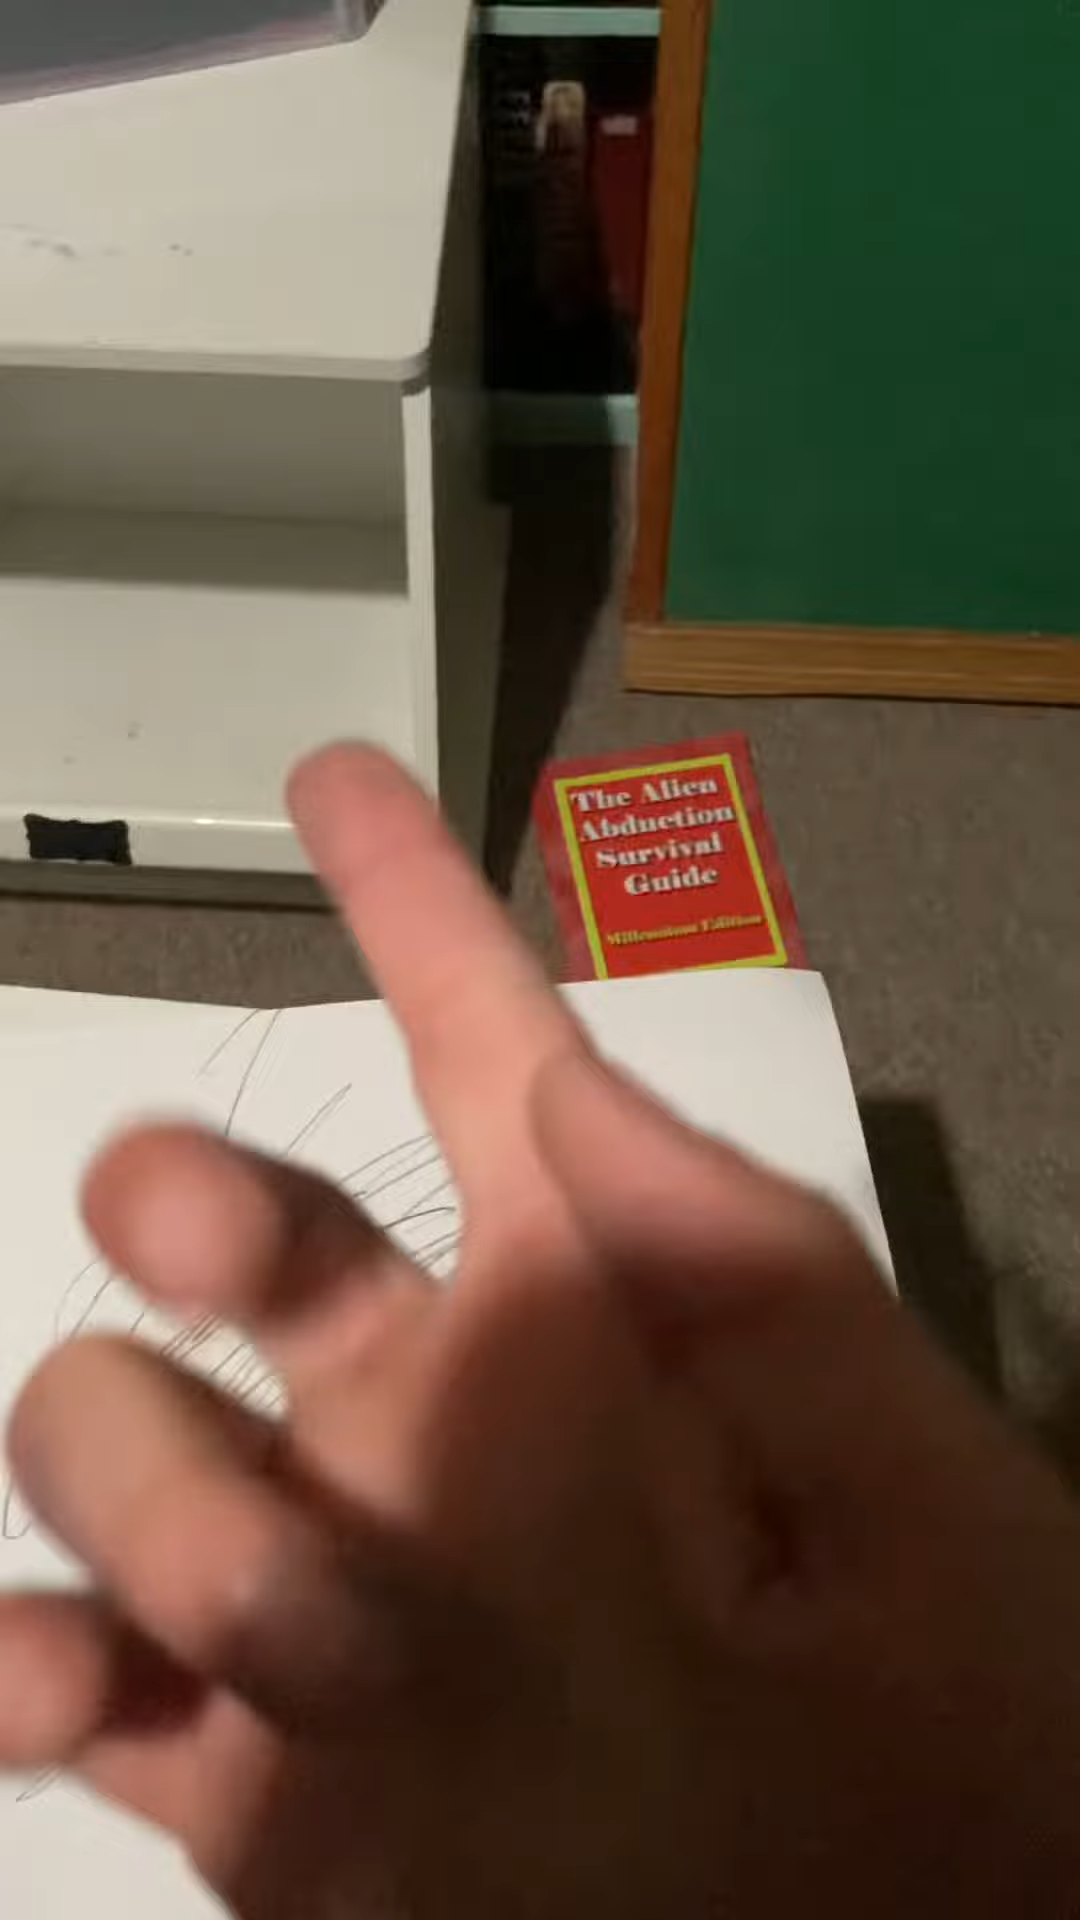 The Alien
Abduction
Survival
Guide
Millennium Edition